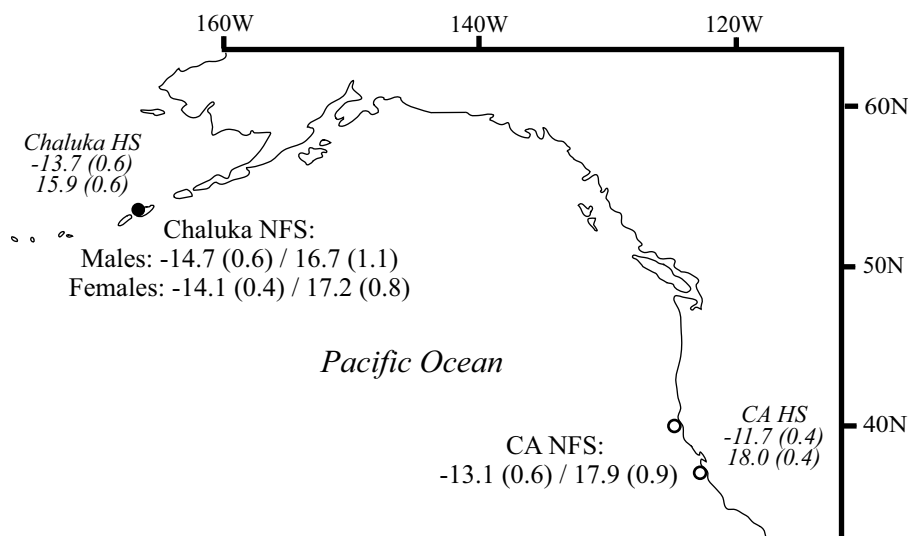 160W 140W 120W
60N
Chaluka HS
-13.7 (0.6)
15.9 (0.6)
Chaluka NFS:
Males: -14.7 (0.6) / 16.7 (1.1)
Females: -14.1 (0.4) / 17.2 (0.8)
50N
Pacific Ocean
CA HS
-11.7 (0.4)
18.0 (0.4)
40N
CA NFS:
-13.1 (0.6) / 17.9 (0.9)